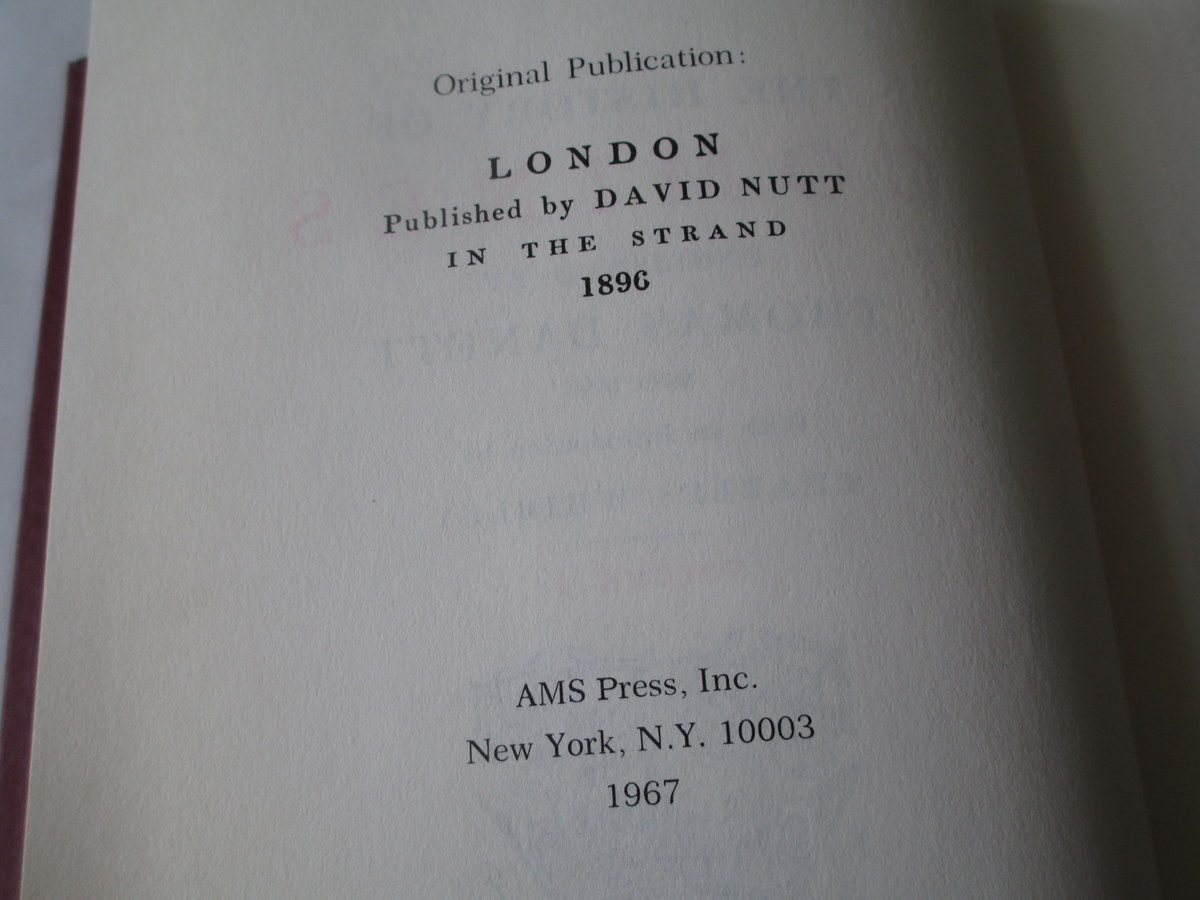 Original Publication:
LONDON
Published by DAVID NUTT
IN THE STRAND
1896
AMS Press, Inc.
New York, N.Y. 10003
1967